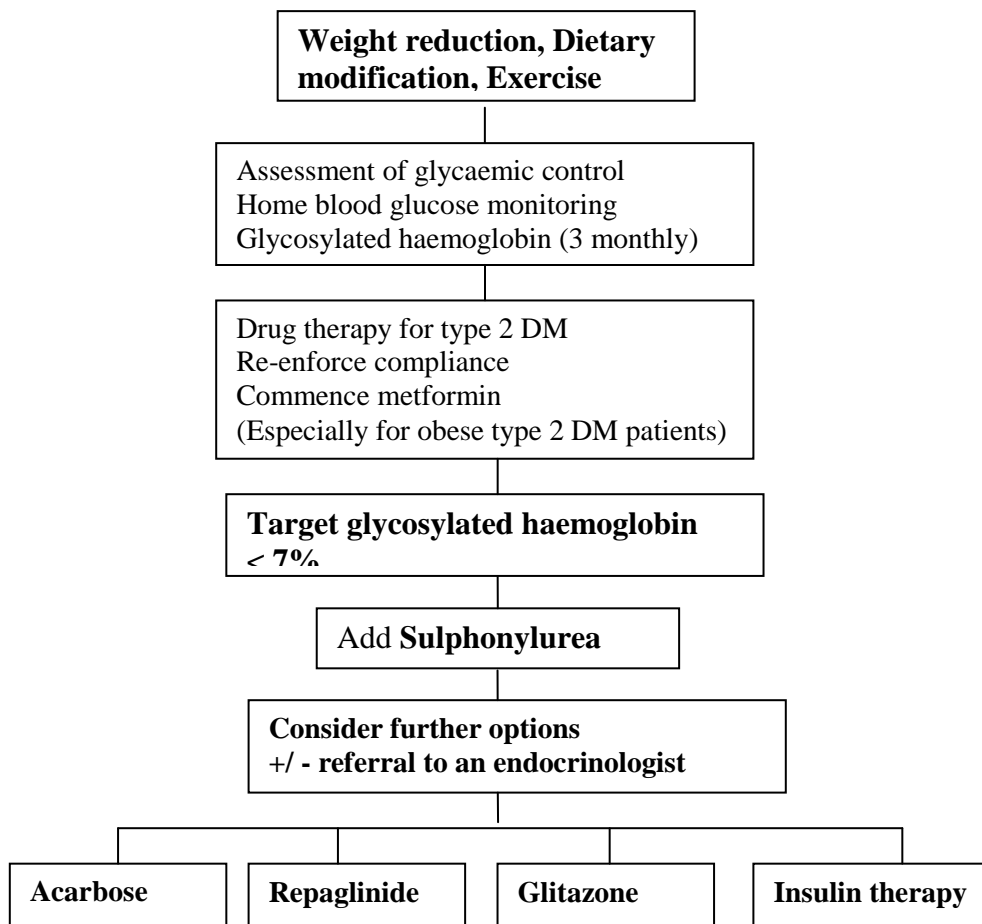 Weight reduction, Dietary
modification, Exercise
Assessment of glycaemic control
Home blood glucose monitoring
Glycosylated haemoglobin (3 monthly)
Drug therapy for type 2 DM
Re-enforce compliance
Commence metformin
(Especially for obese type 2 DM patients)
Target glycosylated haemoglobin
< 7%
Add Sulphonylurea
Consider further options
+/ - referral to an endocrinologist
Acarbose
Repaglinide
Glitazone
Insulin therapy